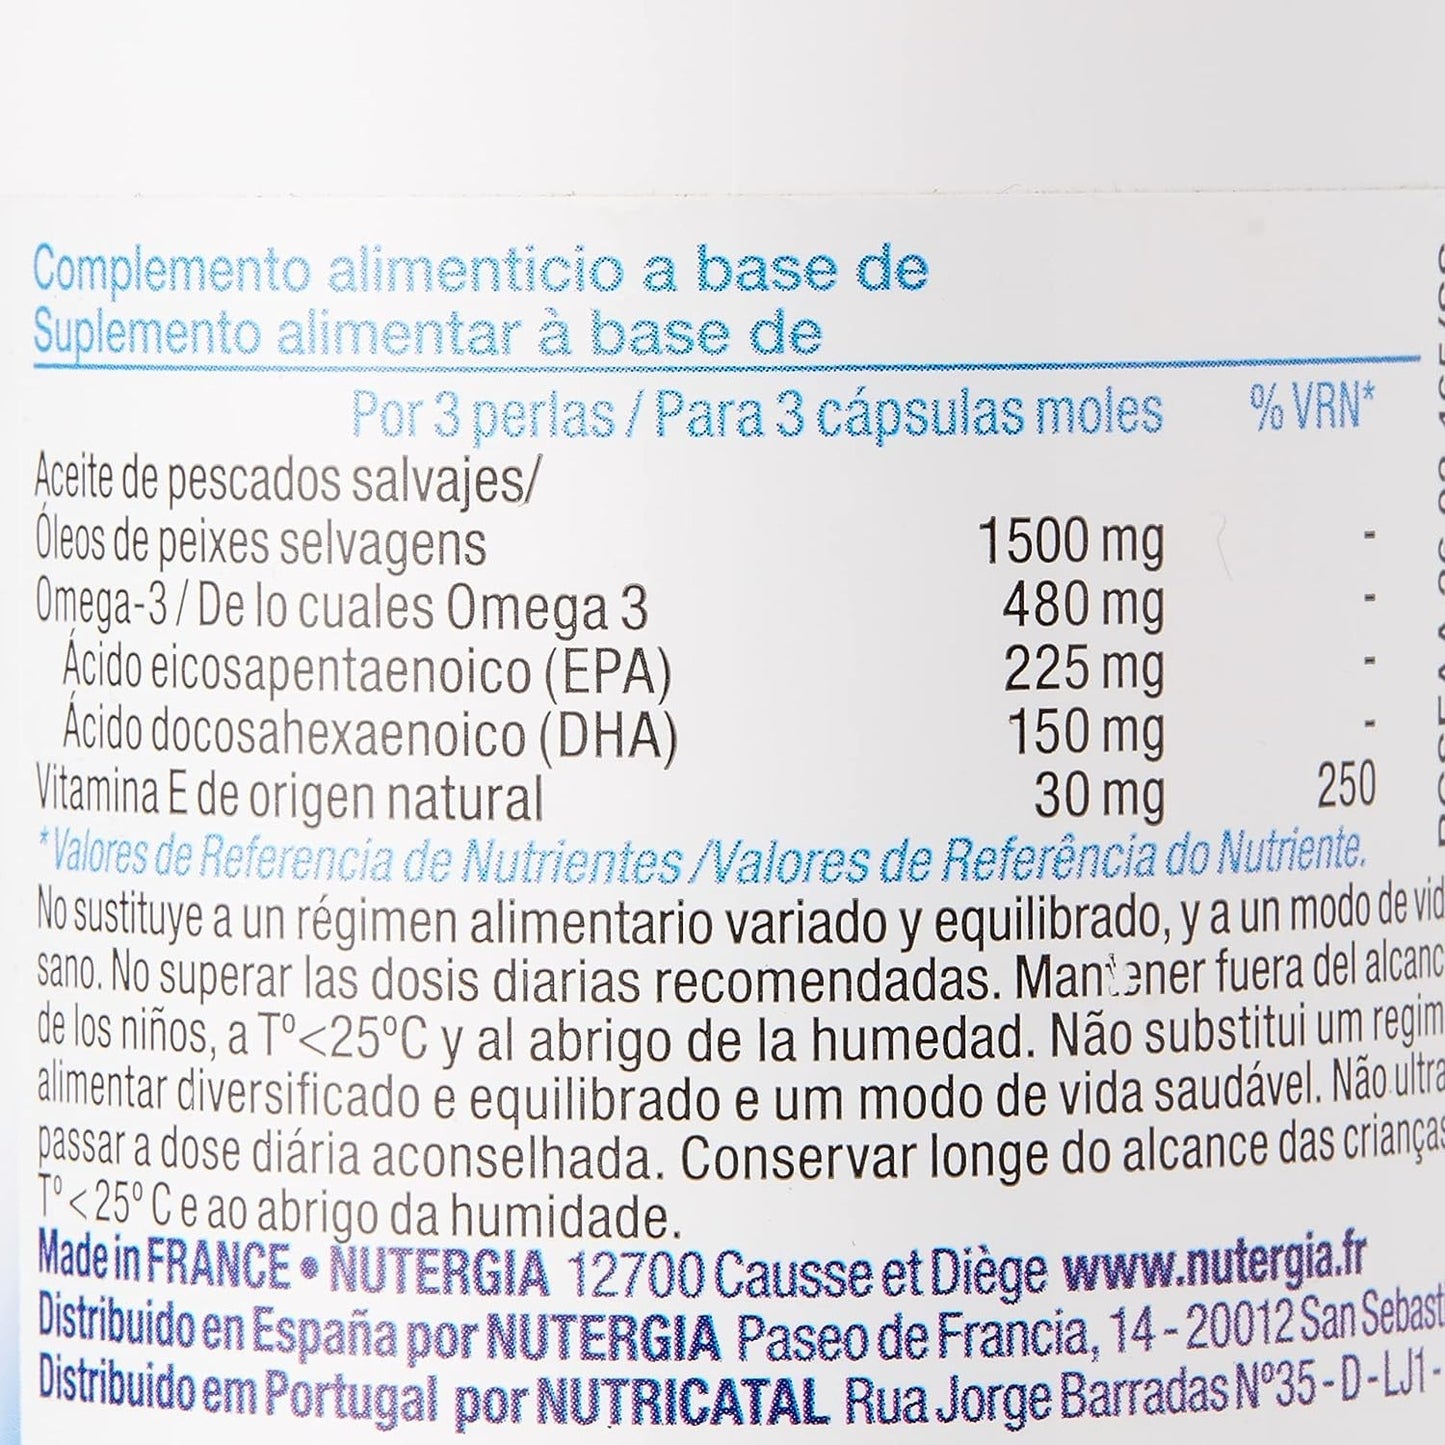 Complemento alimenticio a base de
Suplemento alimentar à base de
Por 3 perlas / Para 3 cápsulas moles % VRN*
Aceite de pescados salvajes/
Óleos de peixes selvagens 1500 mg -
Omega-3 / De lo cuales Omega 3 480 mg -
Ácido eicosapentaenoico (EPA) 225 mg -
Ácido docosahexaenoico (DHA) 150 mg -
Vitamina E de origen natural 30 mg 250
*Valores de Referencia de Nutrientes /Valores de Referência do Nutriente.
No sustituye a un régimen alimentario variado y equilibrado, y a un modo de vid
sano. No superar las dosis diarias recomendadas. Mantener fuera del alcanc
de los niños, a Tº<25ºC y al abrigo de la humedad. Não substitui um regim
alimentar diversificado e equilibrado e um modo de vida saudável. Não ultra
passar a dose diária aconselhada. Conservar longe do alcance das crianças
Tº<25º C e ao abrigo da humidade.
Made in FRANCE • NUTERGIA 12700 Causse et Diège www.nutergia.fr
Distribuido en España por NUTERGIA Paseo de Francia, 14 - 20012 San Sebast
Distribuido em Portugal por NUTRICATAL Rua Jorge Barradas Nº35 - D - LJ1 -